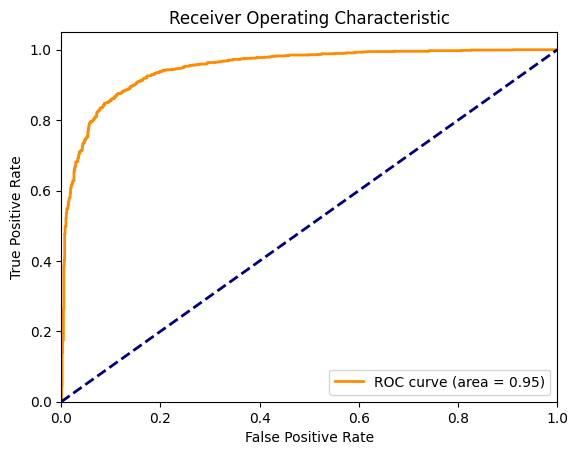 Receiver Operating Characteristic
True Positive Rate
1.0
0.8
0.6
0.4
0.2
0.0
ROC curve (area = 0.95)
0.0 0.2 0.4 0.6 0.8 1.0
False Positive Rate